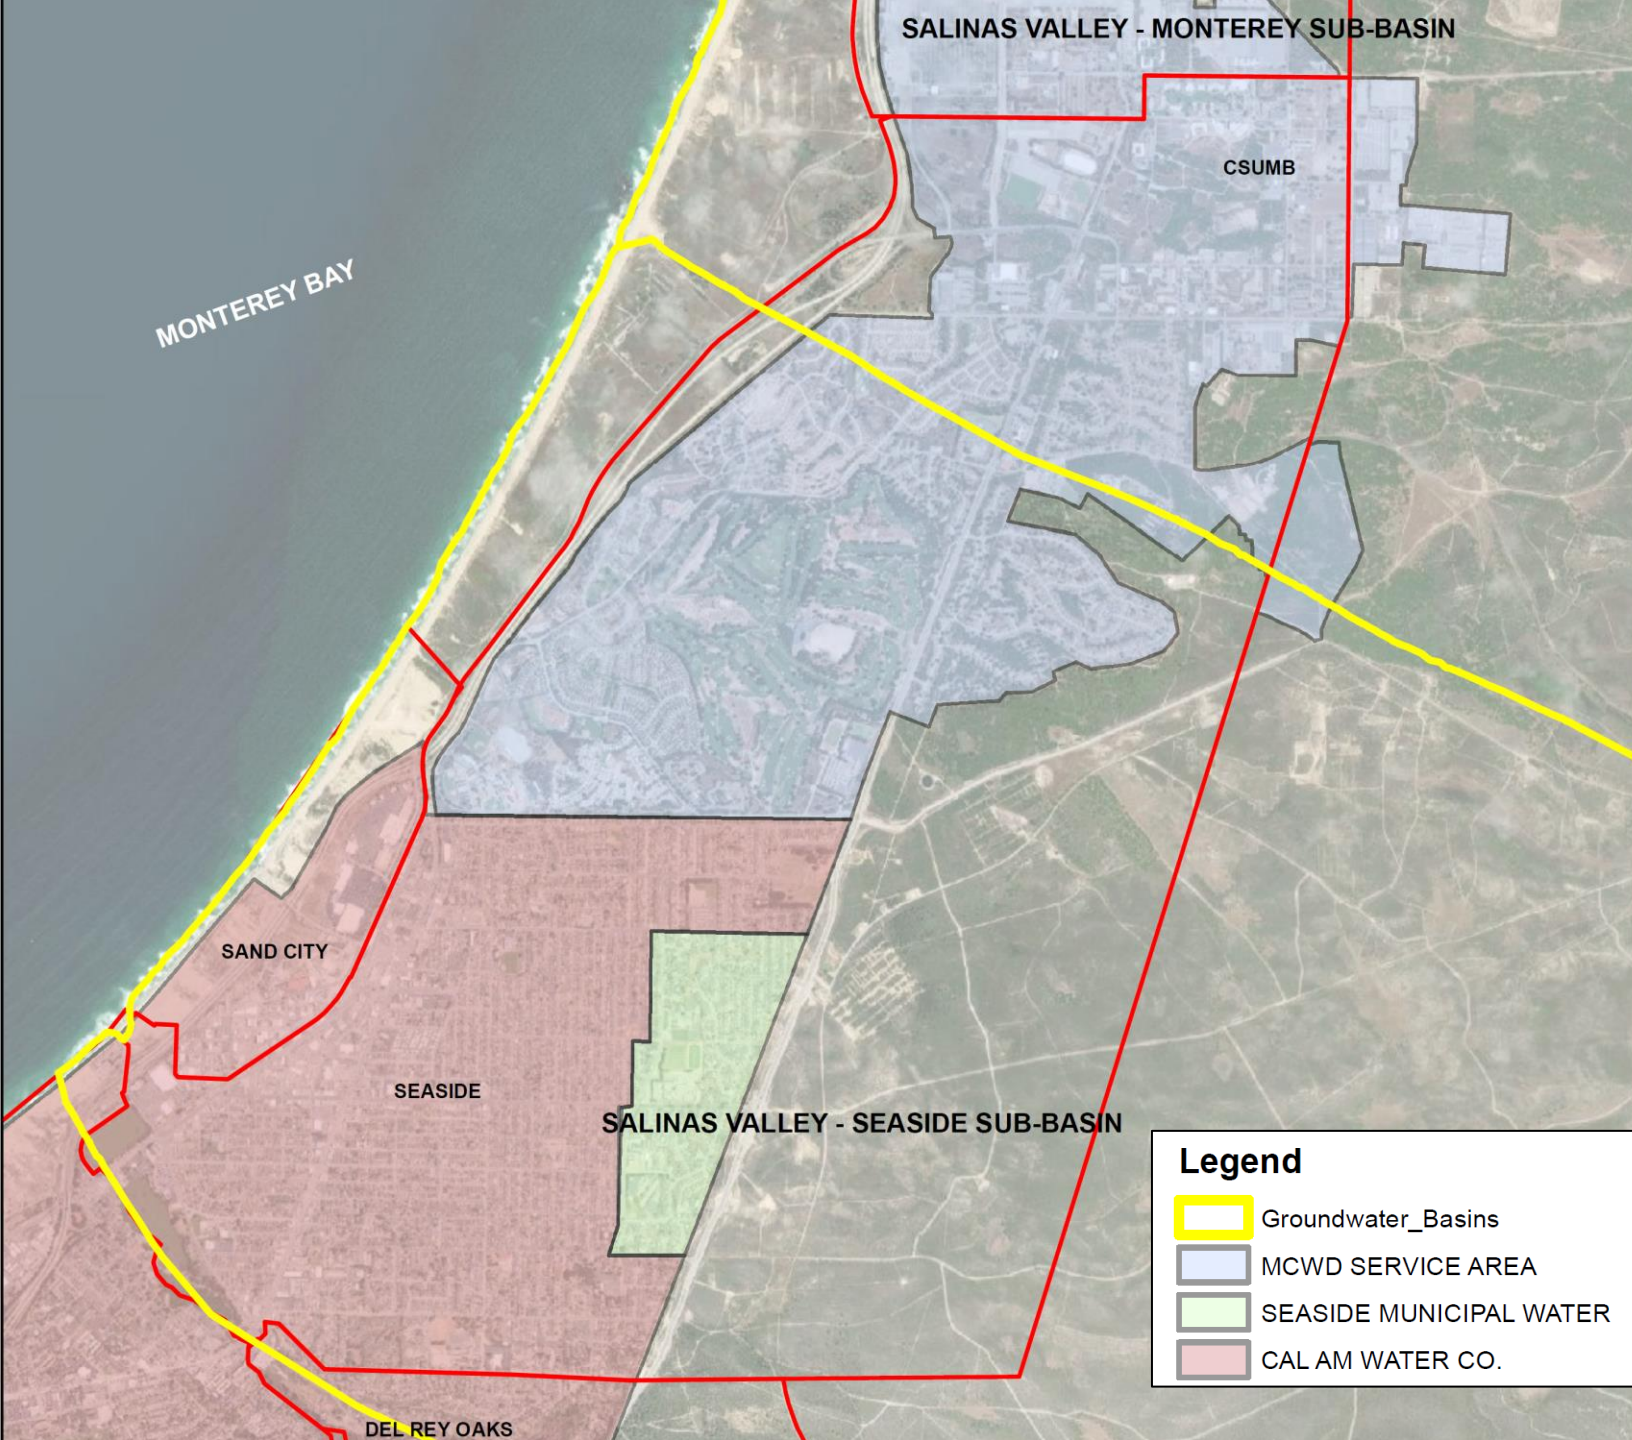 SALINAS VALLEY - MONTEREY SUB-BASIN
CSUMB
MONTEREY BAY
SAND CITY
SEASIDE
SALINAS VALLEY - SEASIDE SUB-BASIN
Legend
Groundwater_Basins
MCWD SERVICE AREA
SEASIDE MUNICIPAL WATER
CAL AM WATER CO.
DEL REY OAKS